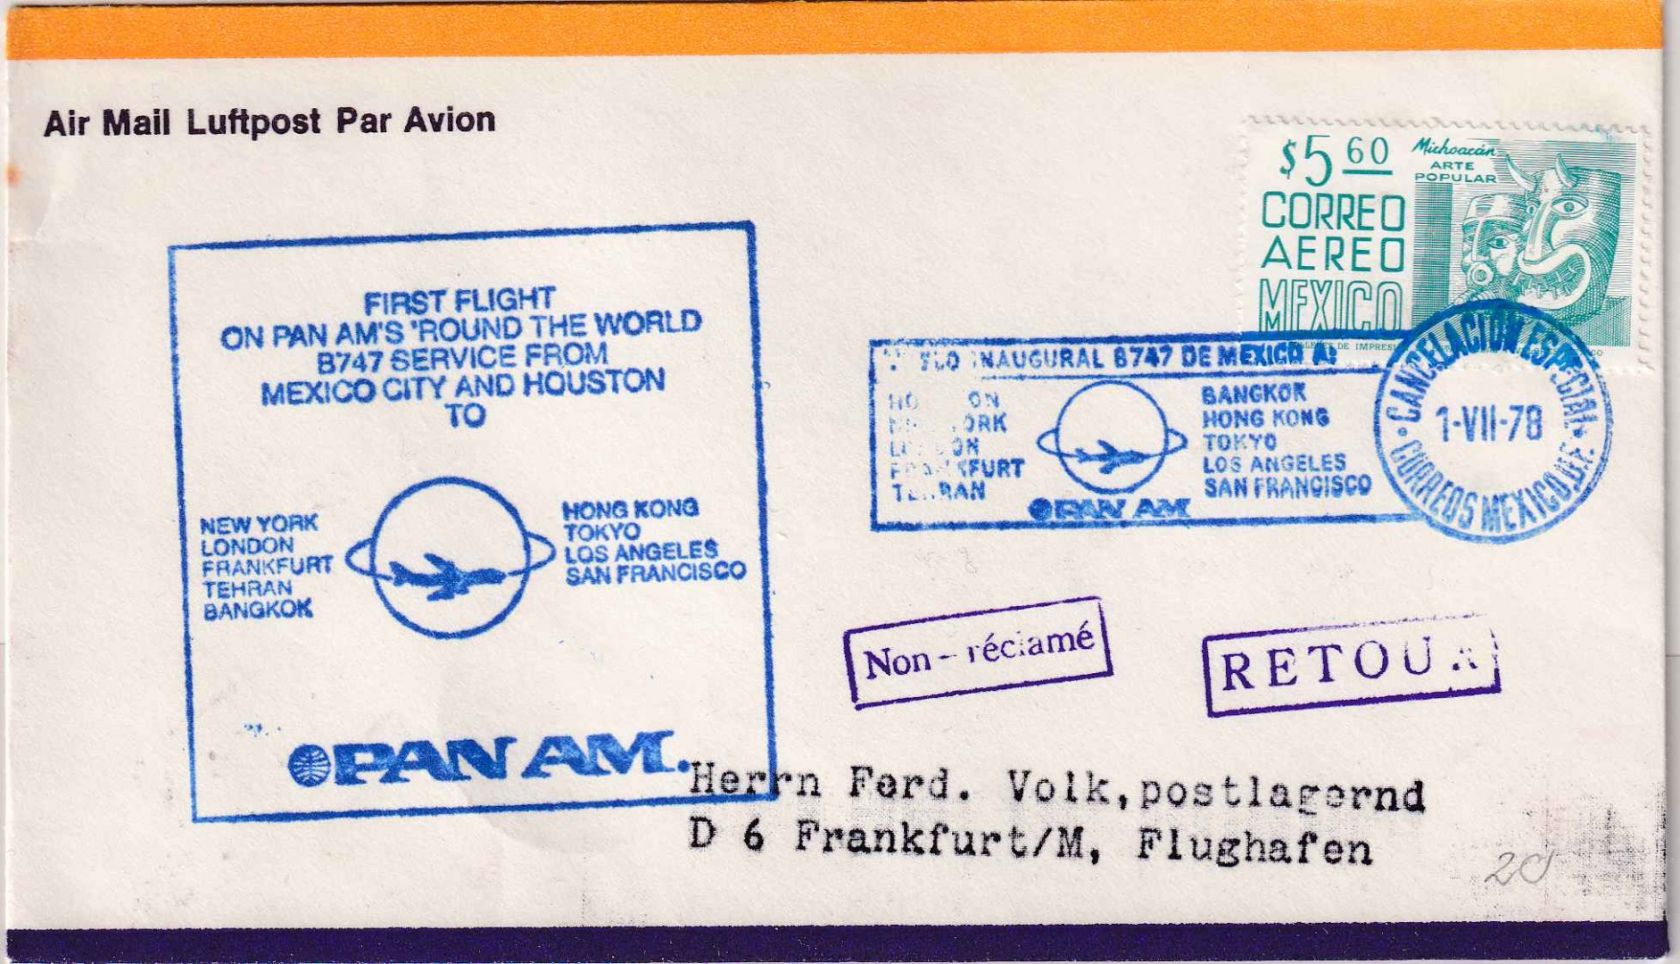 Air Mail Luftpost Par Avion
$5 60
Michoacán
ARTE
POPULAR
CORREO
AEREO
MEXICO
FIRST FLIGHT
ON PAN AM'S 'ROUND THE WORLD
B747 SERVICE FROM
MEXICO CITY AND HOUSTON
TO
NEW YORK
LONDON
FRANKFURT
TEHRAN
BANGKOK
HONG KONG
TOKYO
LOS ANGELES
SAN FRANCISCO
PAN AM.
INAUGURAL B747 DE MEXICO A:
FRANKFURT
TEHRAN
BANGKOK
HONG KONG
TOKYO
LOS ANGELES
SAN FRANCISCO
PAN AM
CANCELACION ESPECIAL
1-VII-78
CORREOS MEXICO, D.F.
Non-réclamé
RETOUR
Herrn Ferd. Volk, postlagernd
D 6 Frankfurt/M, Flughafen